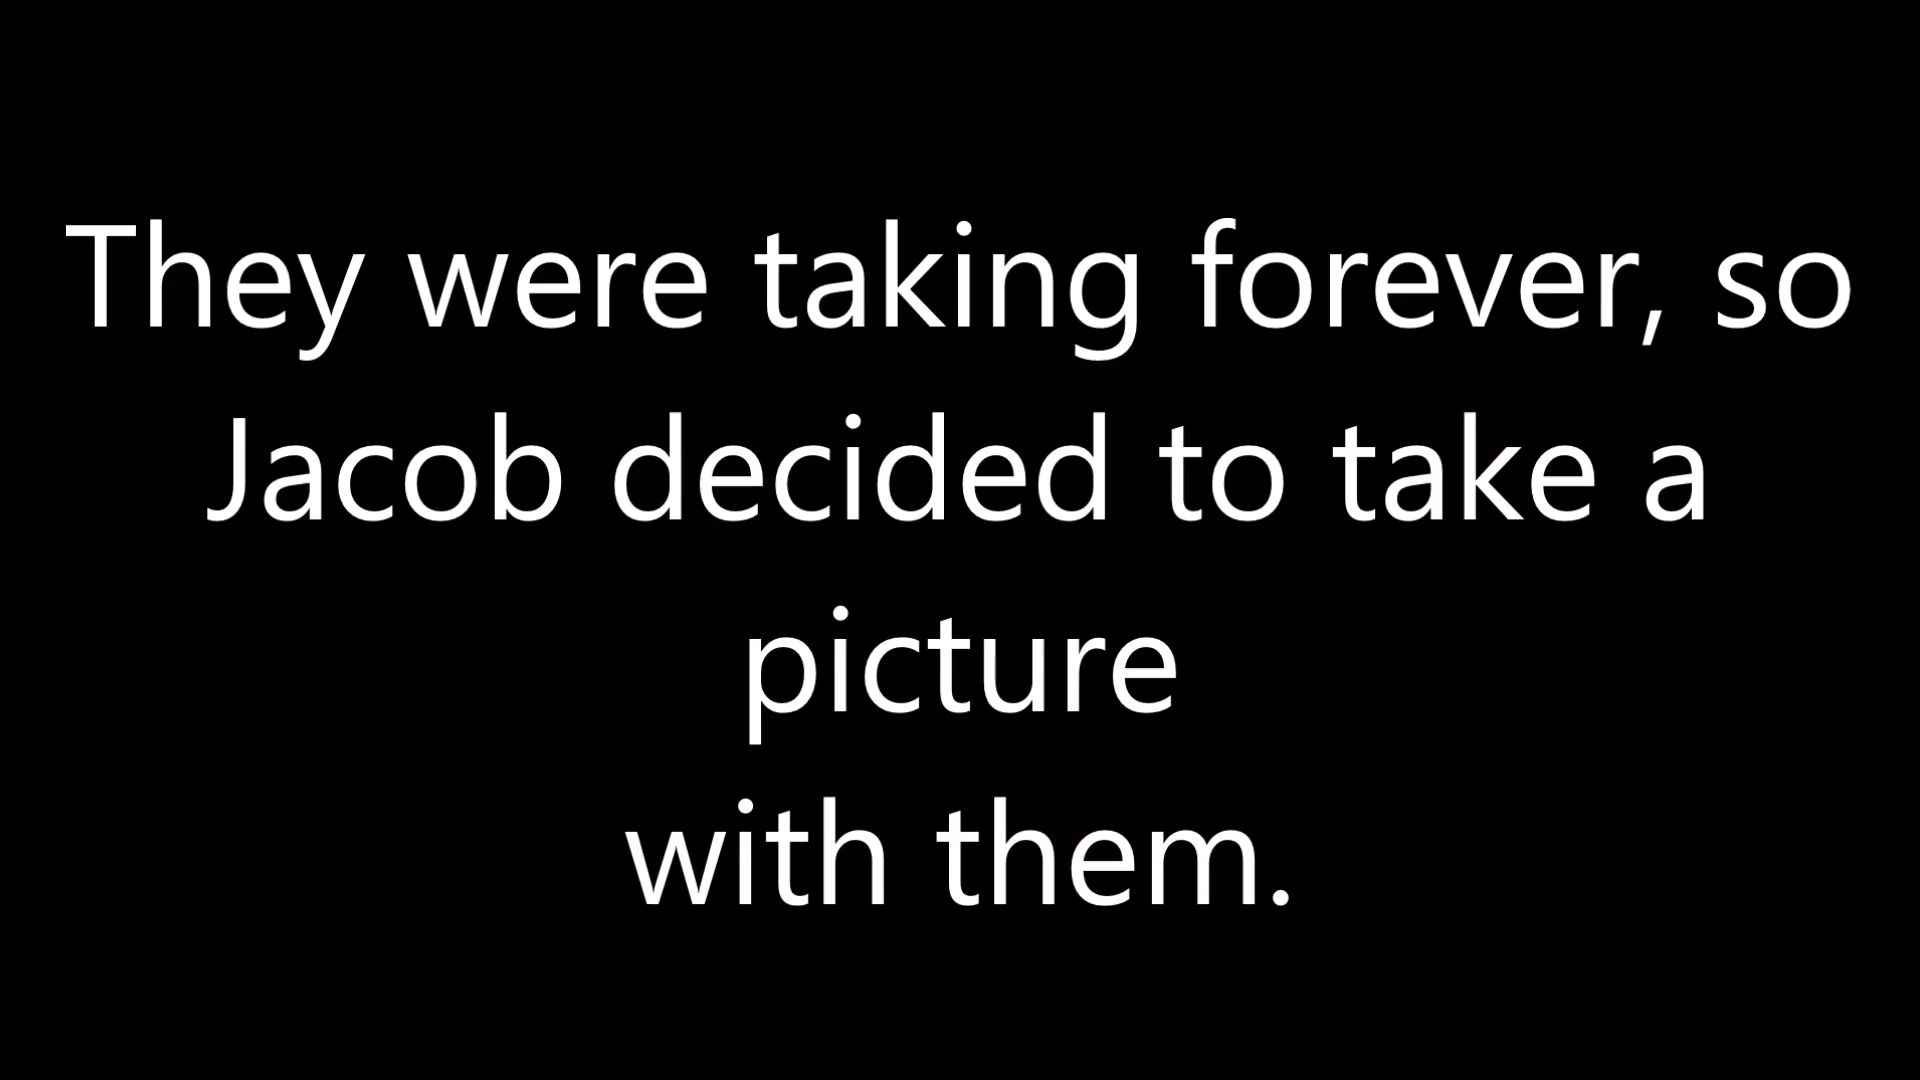 They were taking forever, so
Jacob decided to take a
picture
with them.